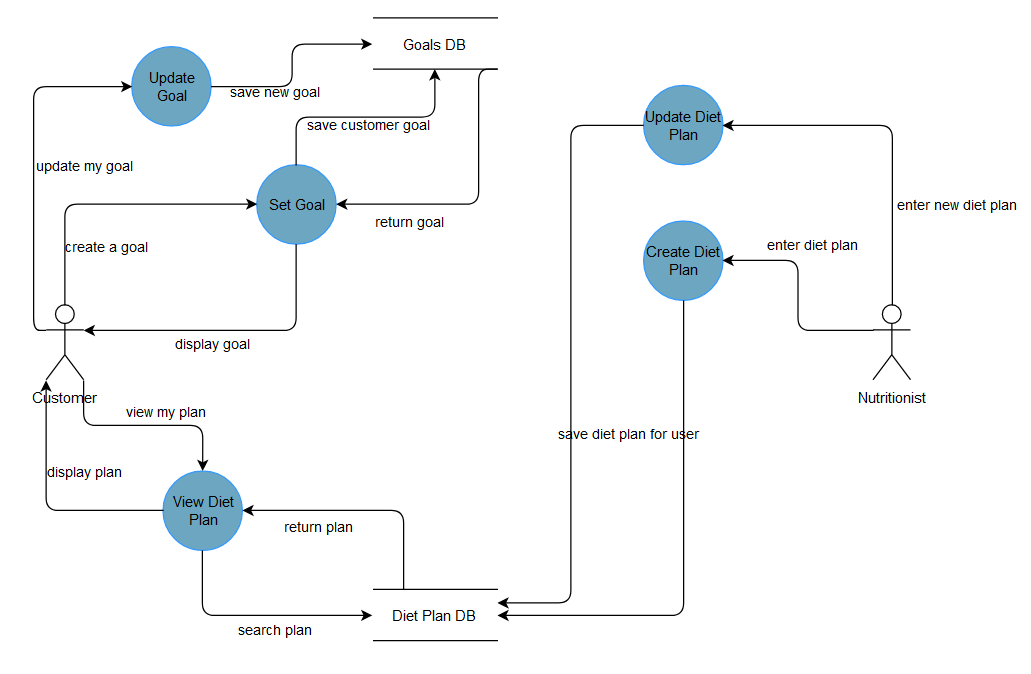 Goals DB
Update
Goal
save new goal
save customer goal
Update Diet
Plan
update my goal
Set Goal
return goal
enter new diet plan
create a goal
Create Diet
Plan
enter diet plan
display goal
Customer
Nutritionist
view my plan
save diet plan for user
display plan
View Diet
Plan
return plan
Diet Plan DB
search plan